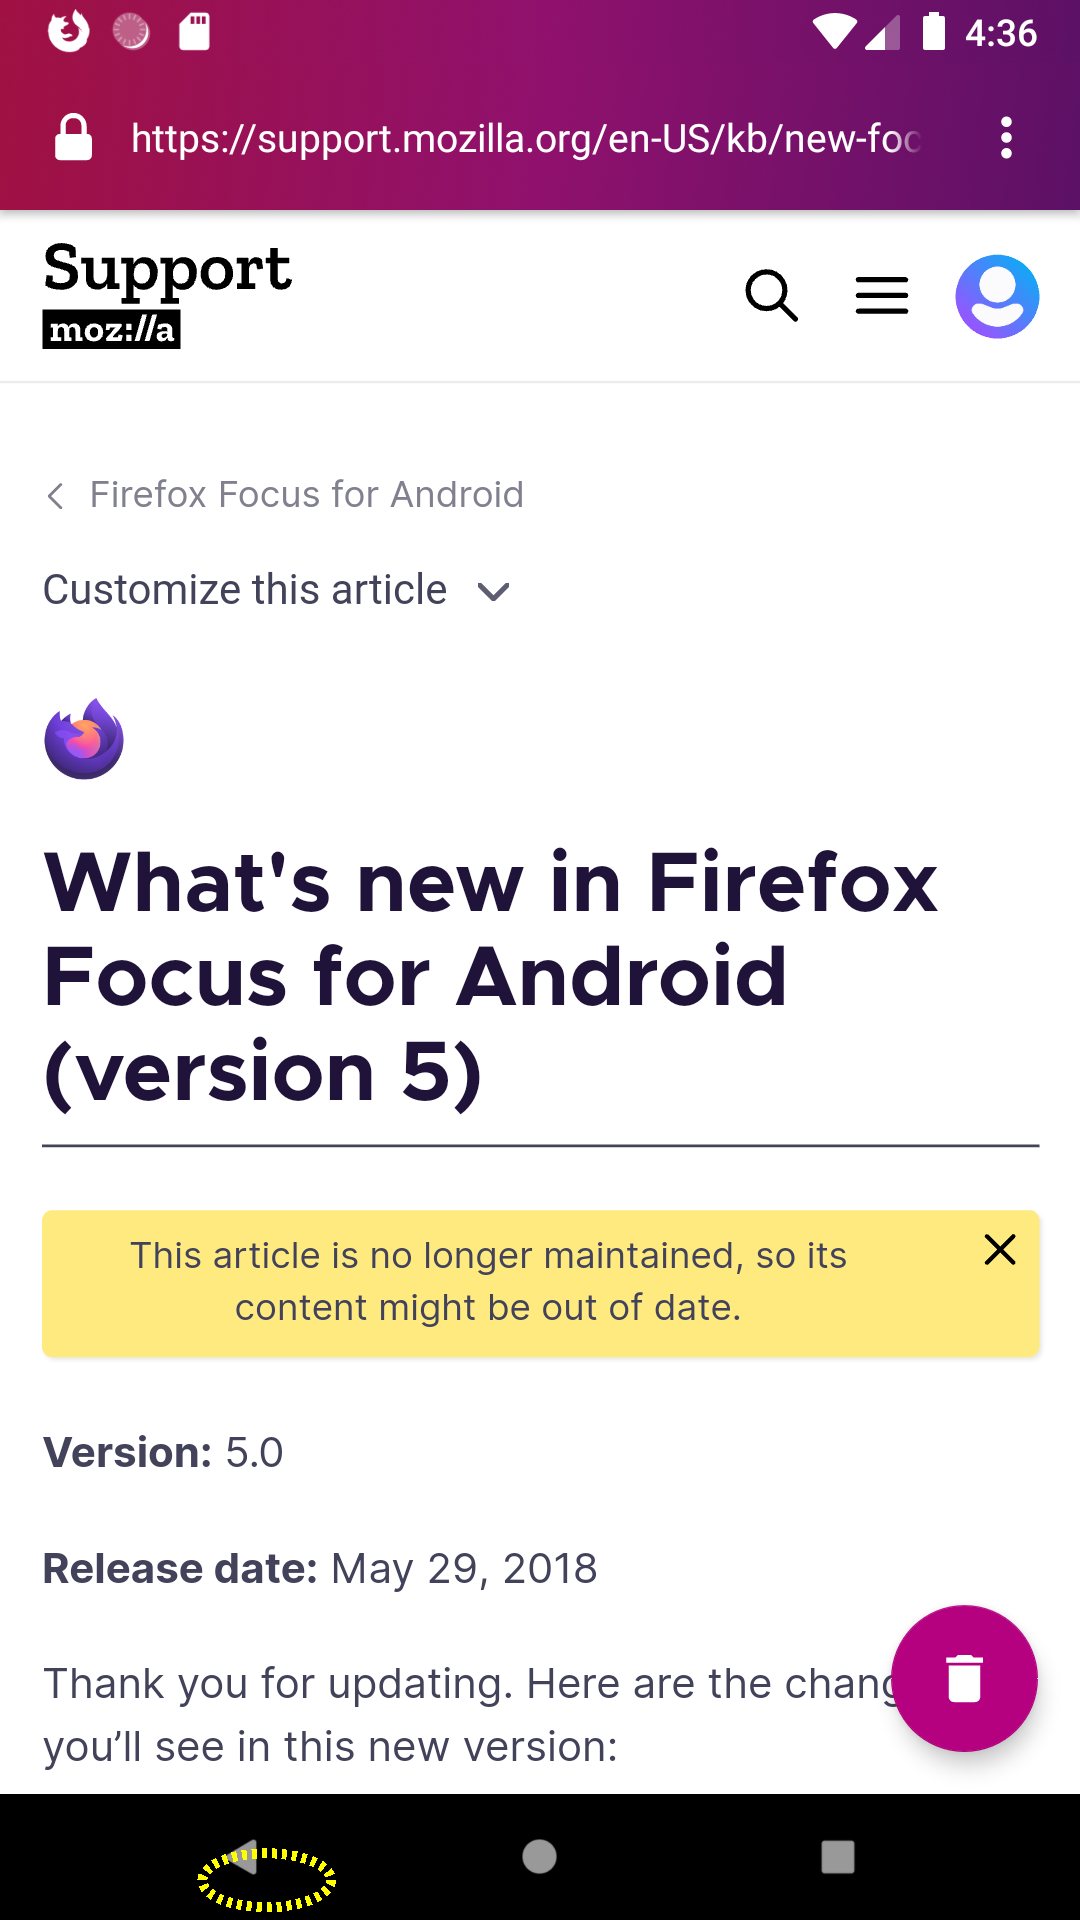 4:36
https://support.mozilla.org/en-US/kb/new-foc
Support
moz://a
Firefox Focus for Android
Customize this article
What's new in Firefox
Focus for Android
(version 5)
This article is no longer maintained, so its
content might be out of date.
Version: 5.0
Release date: May 29, 2018
Thank you for updating. Here are the chang
you’ll see in this new version: